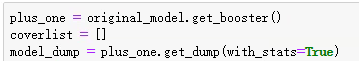 plus_one = original_model.get_booster()
coverlist = []
model_dump = plus_one.get_dump(with_stats=True)